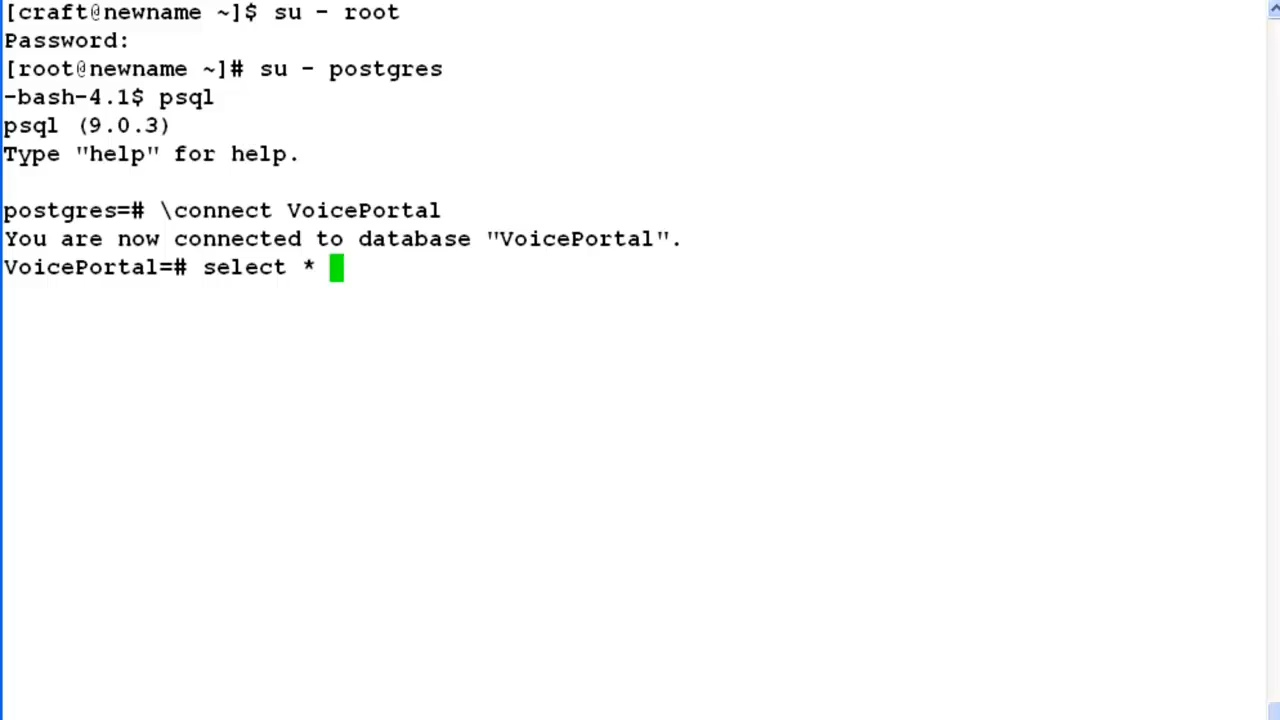 [craft@newname ~]$ su - root
Password:
[root@newname ~]# su - postgres
-bash-4.1$ psql
psql (9.0.3)
Type "help" for help.
postgres=# \connect VoicePortal
You are now connected to database "VoicePortal".
VoicePortal=# select *